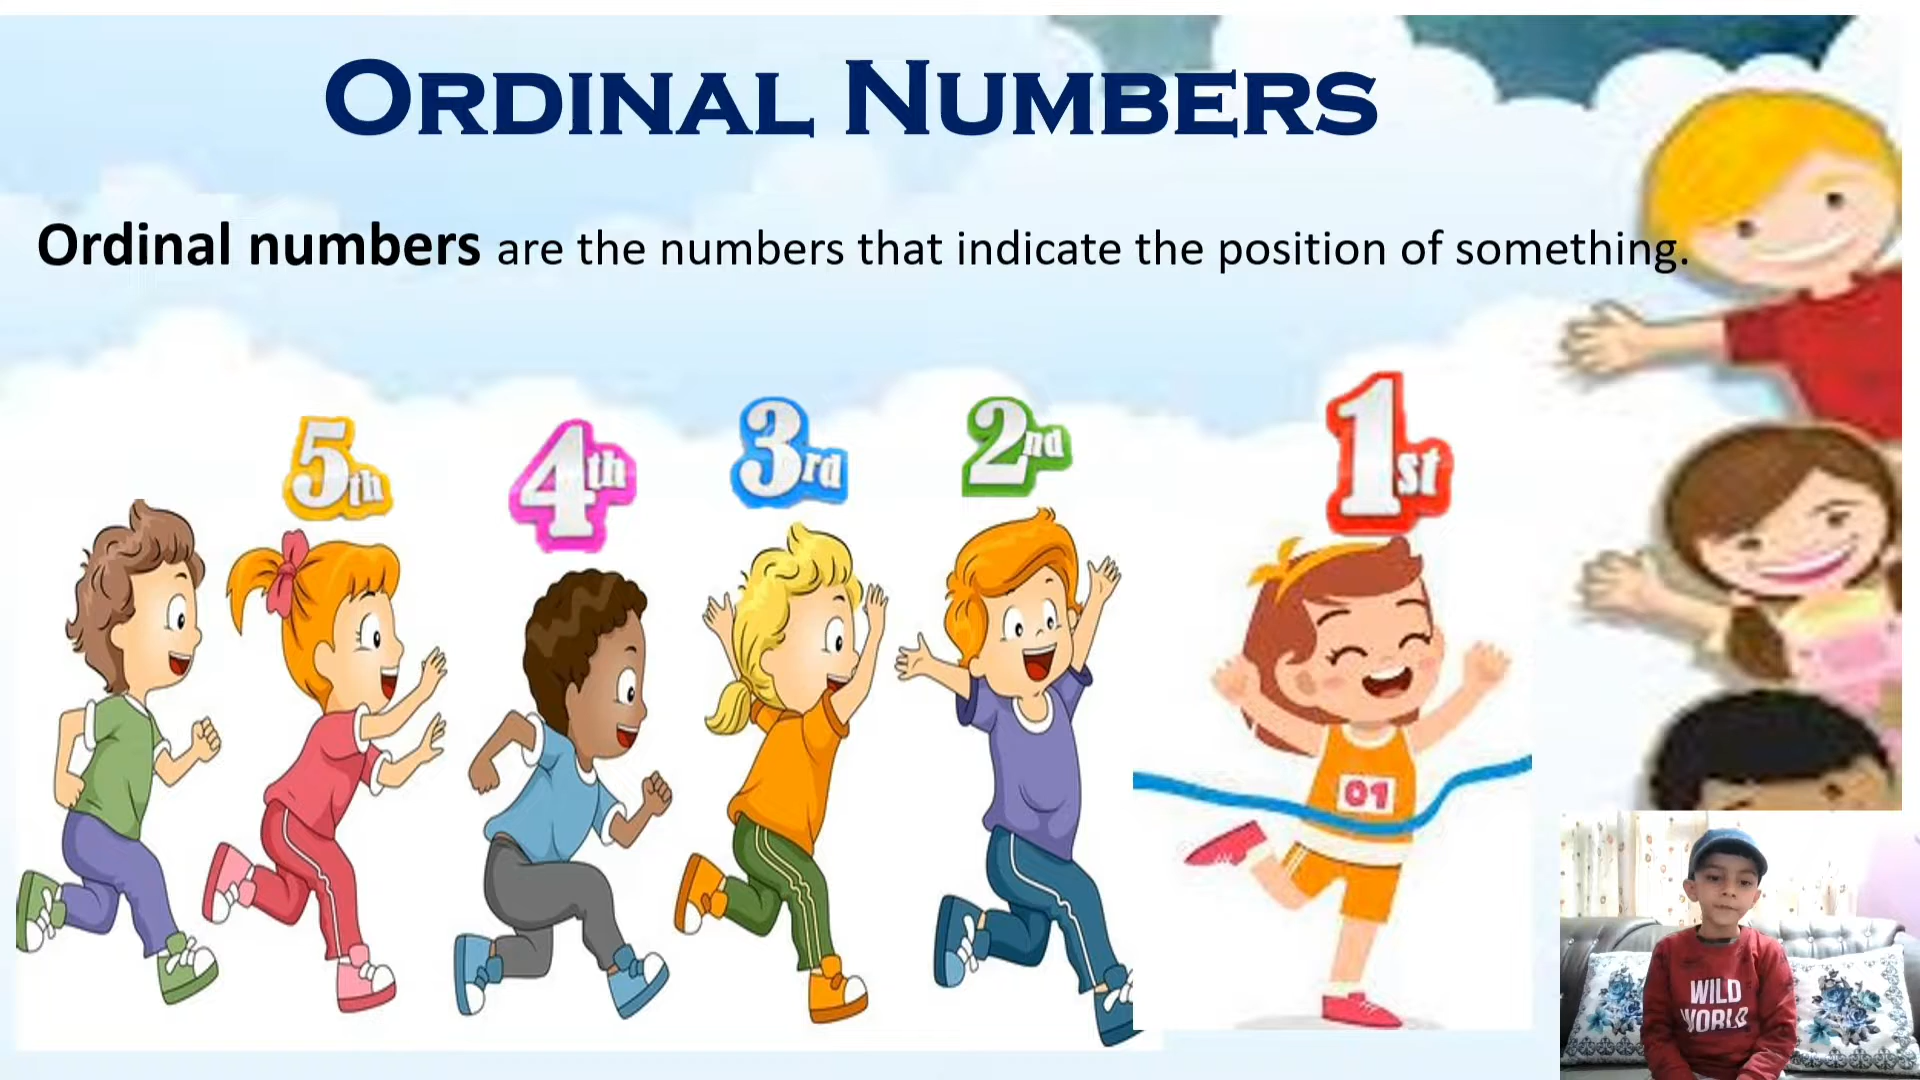 ORDINAL NUMBERS
Ordinal numbers are the numbers that indicate the position of something.
5th 4th 3rd 2nd 1st
01
WILD
WORLD